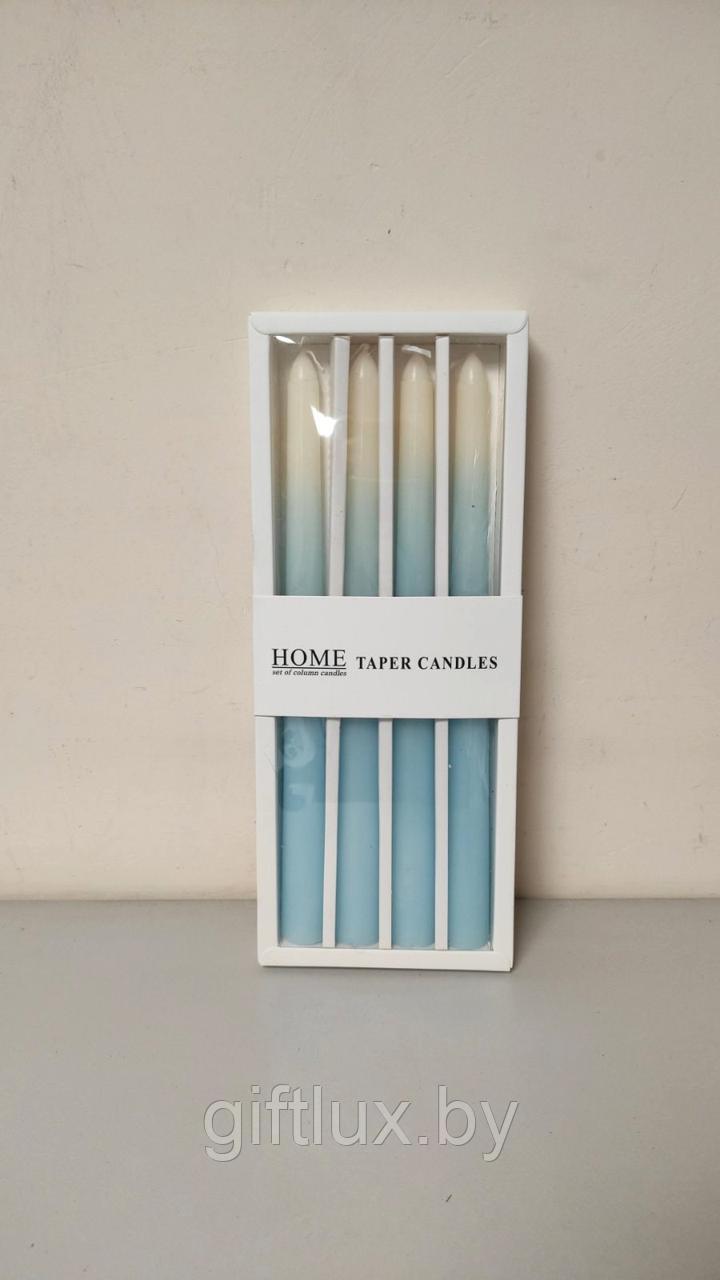 HOME TAPER CANDLES
set of column candles
giftlux.by